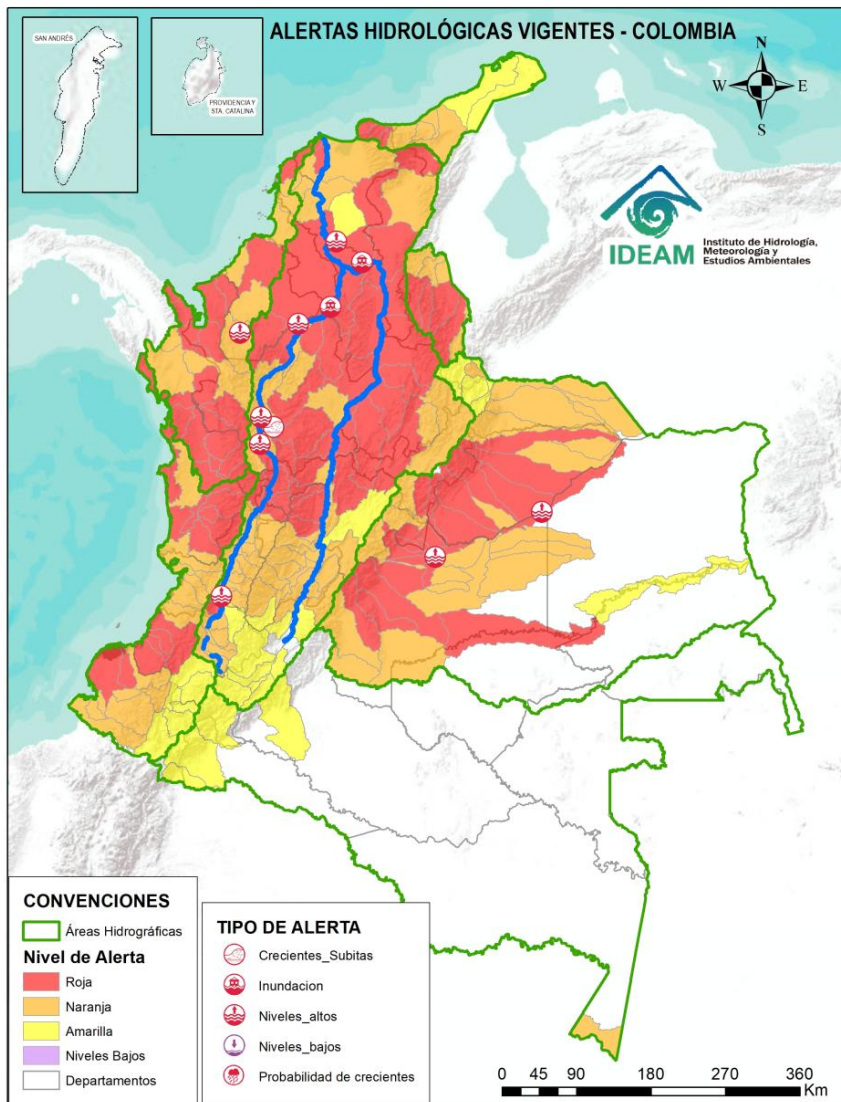 ALERTAS HIDROLÓGICAS VIGENTES - COLOMBIA
SAN ANDRÉS
PROVIDENCIA Y
STA. CATALINA
N
W
E
S
IDEAM
Instituto de Hidrología,
Meteorología y
Estudios Ambientales
CONVENCIONES
Áreas Hidrográficas
Nivel de Alerta
Roja
Naranja
Amarilla
Niveles Bajos
Departamentos
TIPO DE ALERTA
Crecientes_Subitas
Inundacion
Niveles_altos
Niveles_bajos
Probabilidad de crecientes
0 45 90 180 270 360
Km